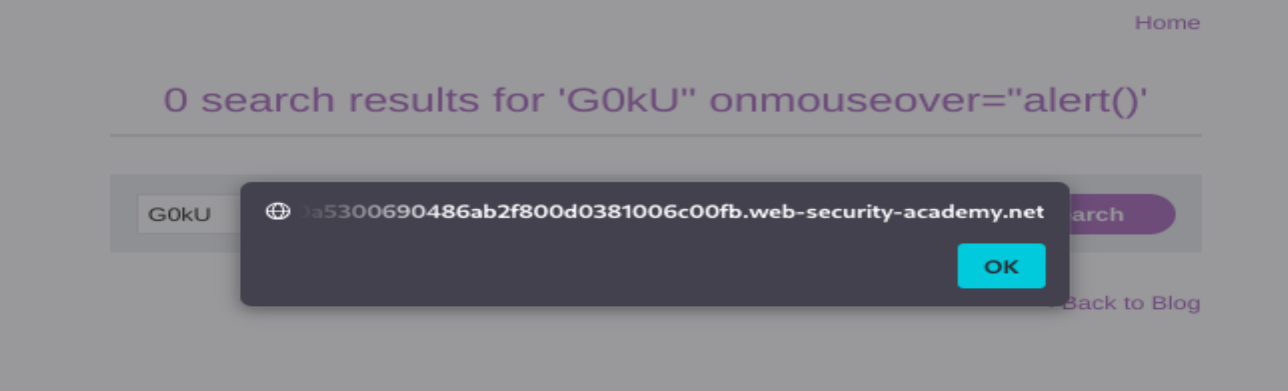 Home
0 search results for 'G0kU" onmouseover="alert()'
G0kU
a5300690486ab2f800d0381006c00fb.web-security-academy.net
arch
OK
Back to Blog